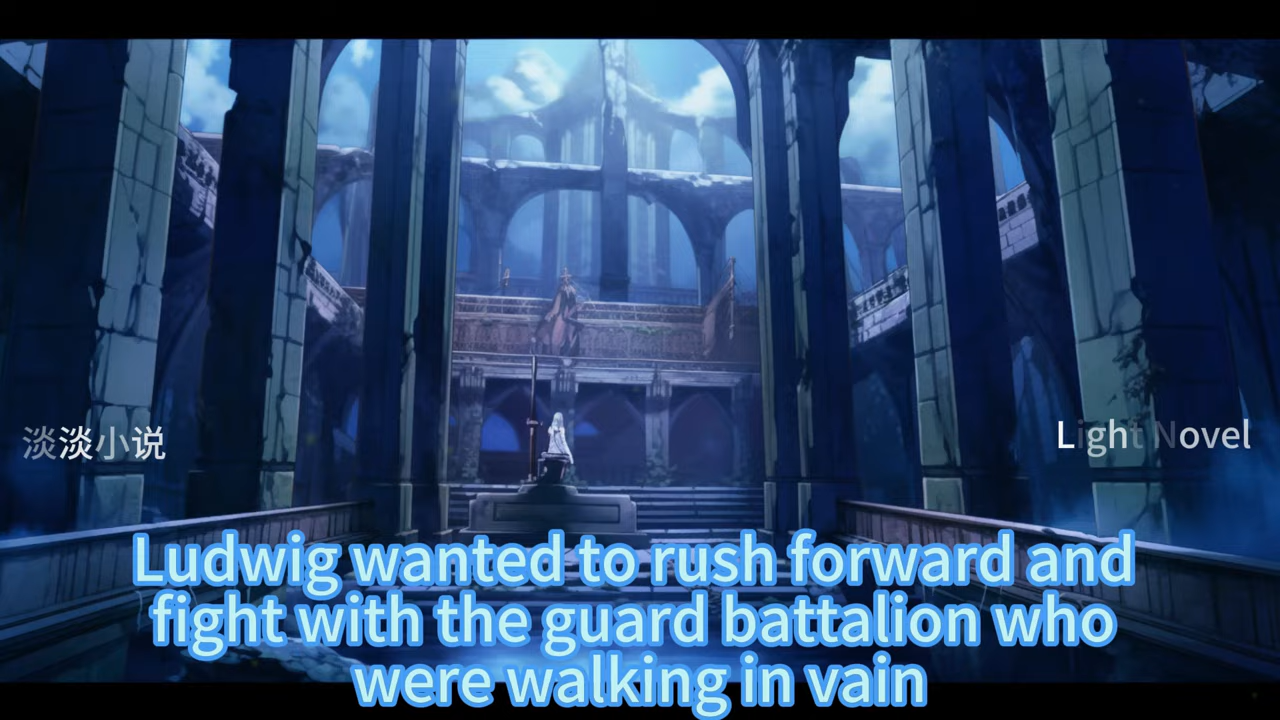 淡淡小说
Light Novel
Ludwig wanted to rush forward and
fight with the guard battalion who
were walking in vain